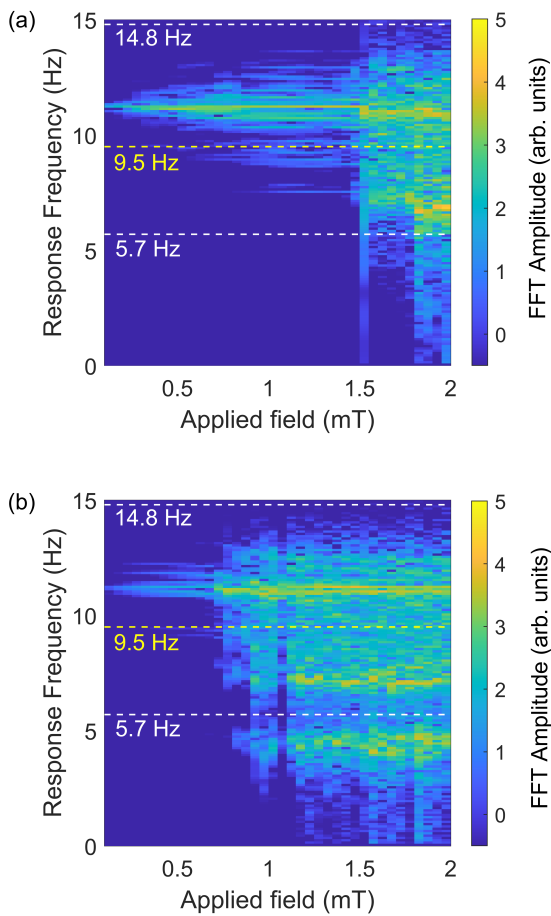 (a)
15
10
5
0
14.8 Hz
9.5 Hz
5.7 Hz
Response Frequency (Hz)
0.5
1
1.5
2
Applied field (mT)
5
4
3
2
1
0
FFT Amplitude (arb. units)
(b)
15
10
5
0
14.8 Hz
9.5 Hz
5.7 Hz
Response Frequency (Hz)
0.5
1
1.5
2
Applied field (mT)
5
4
3
2
1
0
FFT Amplitude (arb. units)